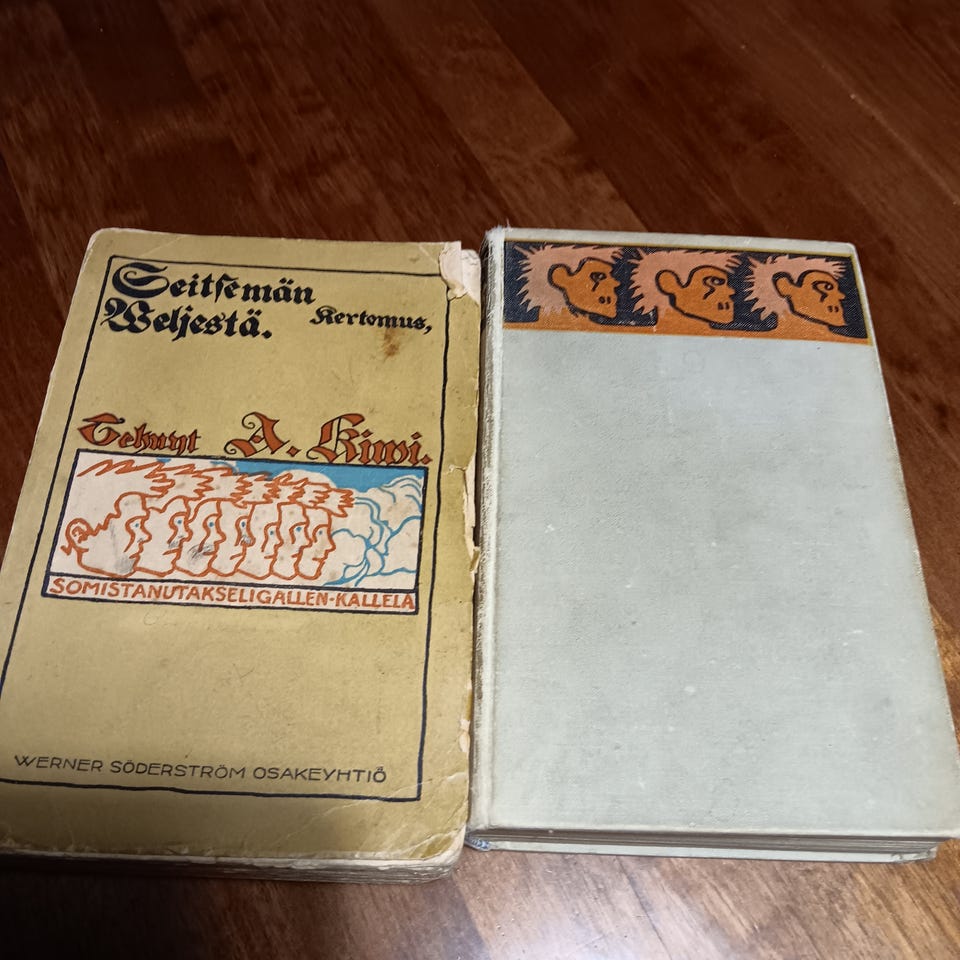 Seitsemän
Weljestä. Kertomus,
Tehnyt A. Kiwi.
SOMISTANUT AKSELI GALLEN-KALLELA
WERNER SÖDERSTRÖM OSAKEYHTIÖ